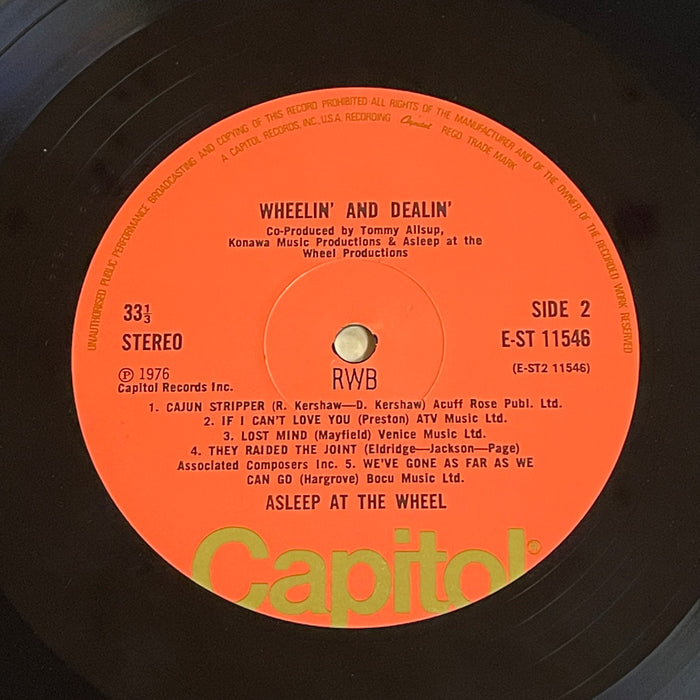 UNAUTHORISED PUBLIC PERFORMANCE BROADCASTING AND COPYING OF THIS RECORD PROHIBITED ALL RIGHTS OF THE MANUFACTURER AND OF THE OWNER OF THE RECORDED WORK RESERVED
A CAPITOL RECORDS, INC., U.S.A. RECORDING Capitol REGD. TRADE MARK
WHEELIN' AND DEALIN'
Co-Produced by Tommy Allsup,
Konawa Music Productions & Asleep at the
Wheel Productions
33⅓
STEREO
SIDE 2
E-ST 11546
(E-ST2 11546)
℗ 1976
Capitol Records Inc.
RWB
1. CAJUN STRIPPER (R. Kershaw—D. Kershaw) Acuff Rose Publ. Ltd.
2. IF I CAN'T LOVE YOU (Preston) ATV Music Ltd.
3. LOST MIND (Mayfield) Venice Music Ltd.
4. THEY RAIDED THE JOINT (Eldridge—Jackson—Page)
Associated Composers Inc. 5. WE'VE GONE AS FAR AS WE
CAN GO (Hargrove) Bocu Music Ltd.
ASLEEP AT THE WHEEL
Capitol®